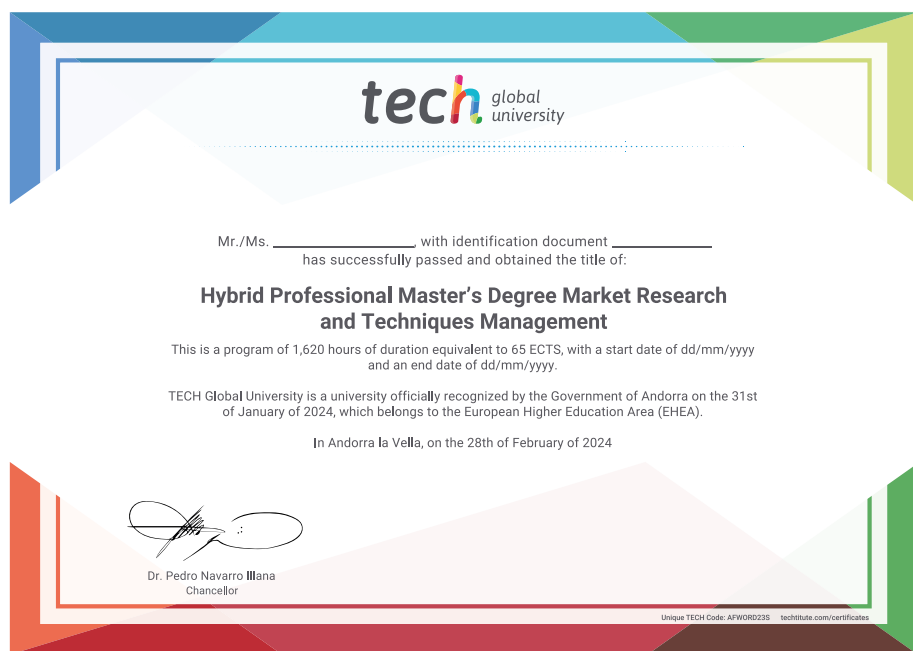 tech global
university
Mr./Ms. ____________________, with identification document ______________
has successfully passed and obtained the title of:
Hybrid Professional Master’s Degree Market Research
and Techniques Management
This is a program of 1,620 hours of duration equivalent to 65 ECTS, with a start date of dd/mm/yyyy
and an end date of dd/mm/yyyy.
TECH Global University is a university officially recognized by the Government of Andorra on the 31st
of January of 2024, which belongs to the European Higher Education Area (EHEA).
In Andorra la Vella, on the 28th of February of 2024
Dr. Pedro Navarro Illana
Chancellor
Unique TECH Code: AFWORD23S techtitute.com/certificates